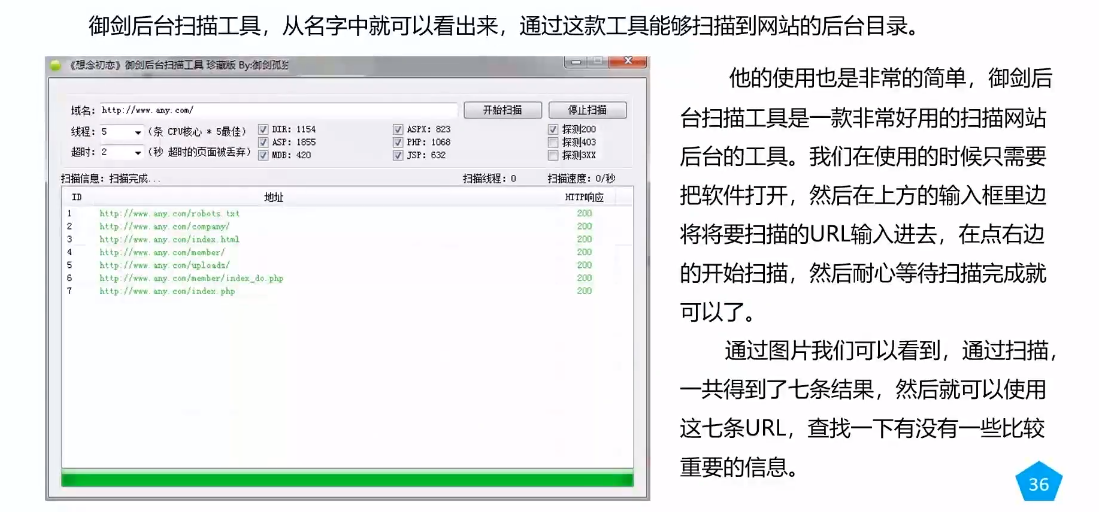 御剑后台扫描工具，从名字中就可以看出来，通过这款工具能够扫描到网站的后台目录。
《想念初恋》御剑后台扫描工具 珍藏版 By:御剑孤独
域名: http://www.any.com/ 开始扫描 停止扫描
线程: 5 (条 CPU核心 * 5最佳) DIR: 1154 ASPX: 823 探测200
ASP: 1855 PHP: 1068 探测403
超时: 2 (秒 超时的页面被丢弃) MDB: 420 JSP: 632 探测3XX
扫描信息: 扫描完成... 扫描线程: 0 扫描速度: 0/秒
ID 地址 HTTP响应
1 http://www.any.com/robots.txt 200
2 http://www.any.com/company/ 200
3 http://www.any.com/index.html 200
4 http://www.any.com/member/ 200
5 http://www.any.com/uploads/ 200
6 http://www.any.com/member/index_do.php 200
7 http://www.any.com/index.php 200
他的使用也是非常的简单，御剑后
台扫描工具是一款非常好用的扫描网站
后台的工具。我们在使用的时候只需要
把软件打开，然后在上方的输入框里边
将将要扫描的URL输入进去，在点右边
的开始扫描，然后耐心等待扫描完成就
可以了。
通过图片我们可以看到，通过扫描，
一共得到了七条结果，然后就可以使用
这七条URL，查找一下有没有一些比较
重要的信息。
36